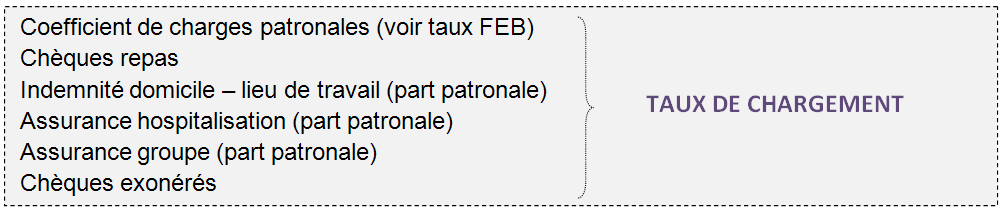 Coefficient de charges patronales (voir taux FEB)
Chèques repas
Indemnité domicile – lieu de travail (part patronale)
Assurance hospitalisation (part patronale)
Assurance groupe (part patronale)
Chèques exonérés
TAUX DE CHARGEMENT